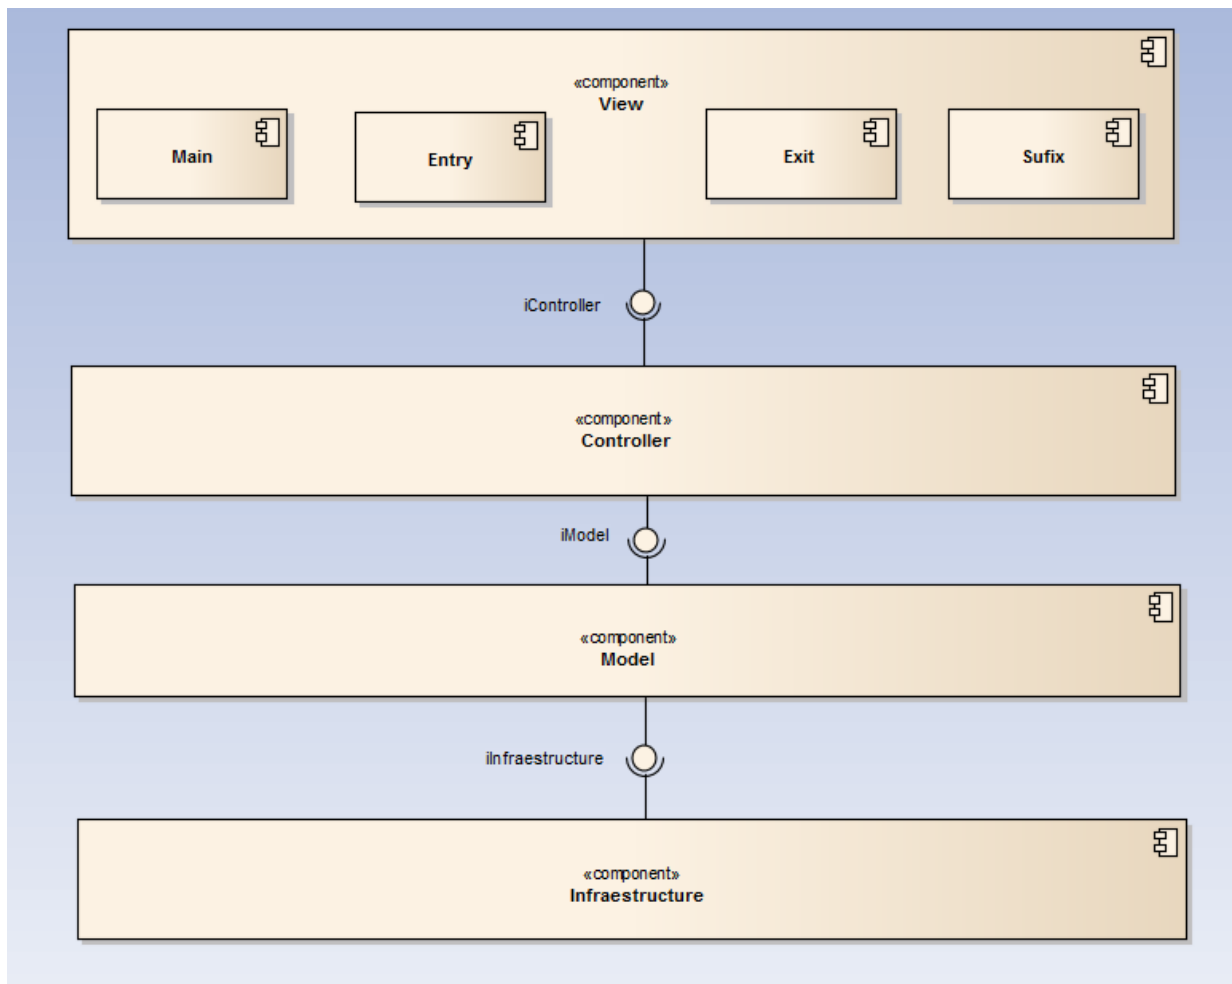 «component»
View
Main
Entry
Exit
Sufix
iController
«component»
Controller
iModel
«component»
Model
iInfraestructure
«component»
Infraestructure